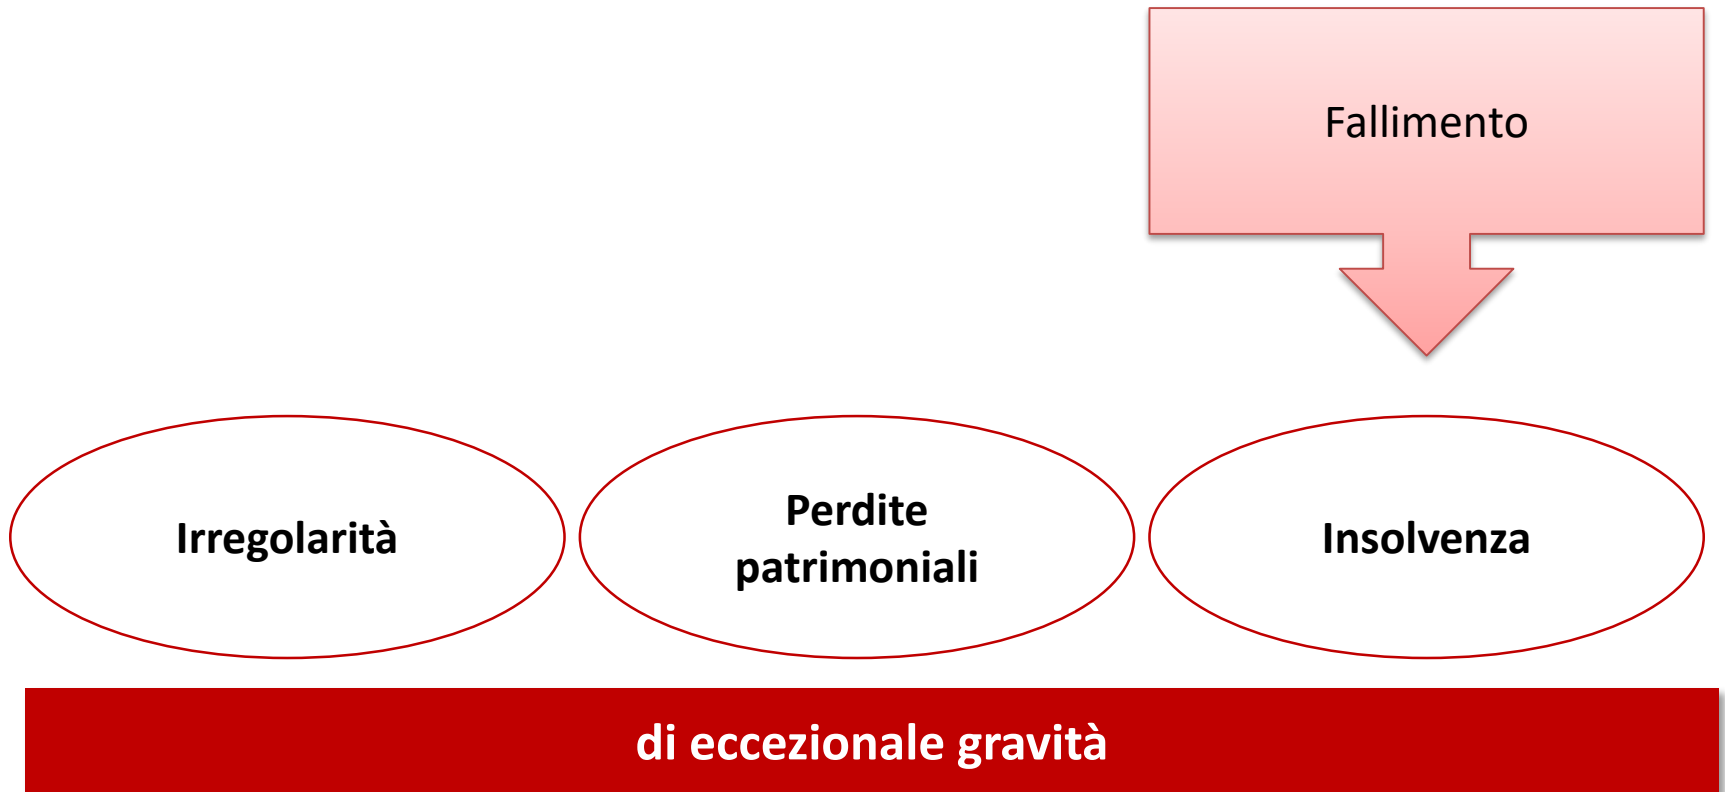 Fallimento
Irregolarità
Perdite
patrimoniali
Insolvenza
di eccezionale gravità